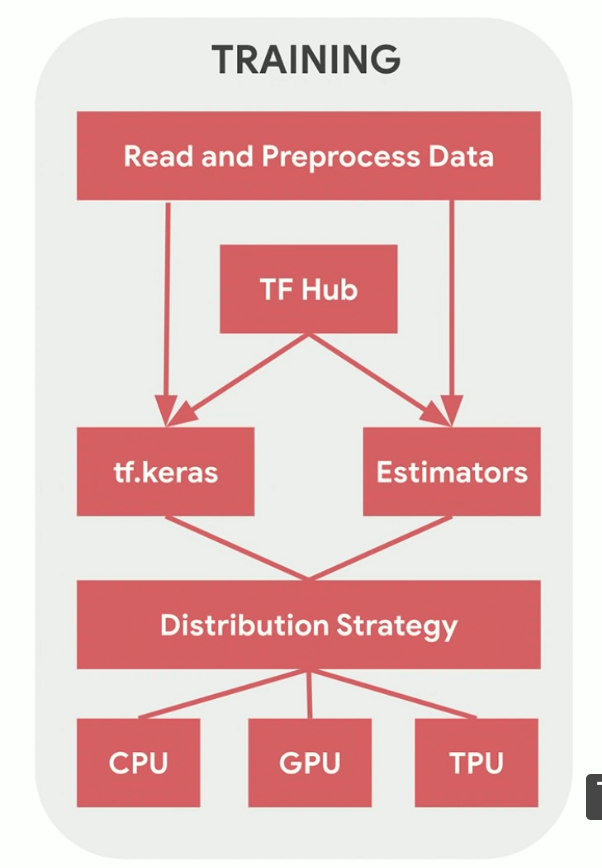 TRAINING
Read and Preprocess Data
TF Hub
tf.keras
Estimators
Distribution Strategy
CPU
GPU
TPU